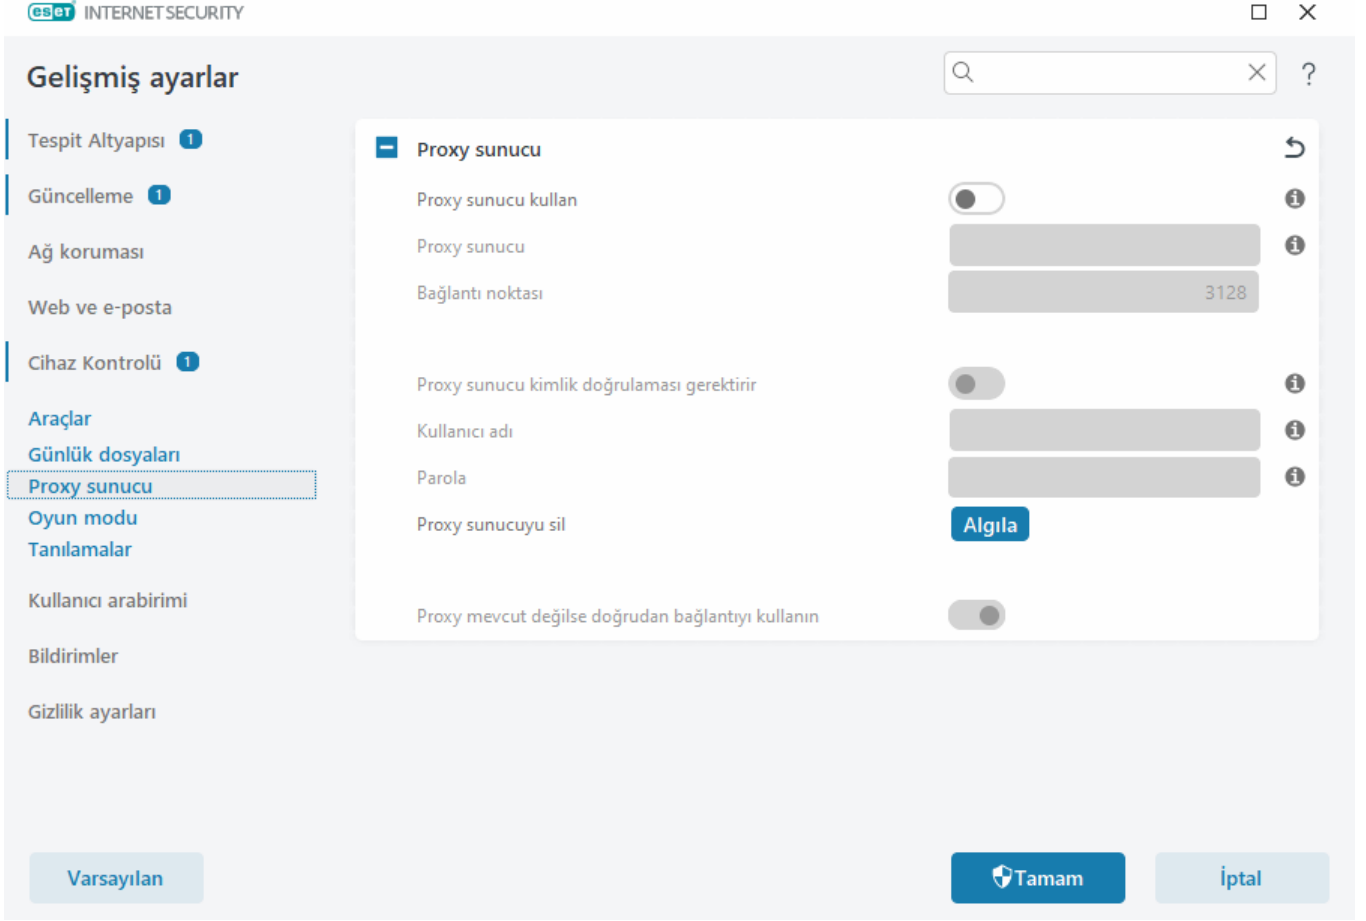 eset INTERNET SECURITY
Gelişmiş ayarlar
?
Tespit Altyapısı 1
Güncelleme 1
Ağ koruması
Web ve e-posta
Cihaz Kontrolü 1
Araçlar
Günlük dosyaları
Proxy sunucu
Oyun modu
Tanılamalar
Kullanıcı arabirimi
Bildirimler
Gizlilik ayarları
Proxy sunucu
Proxy sunucu kullan
Proxy sunucu
Bağlantı noktası 3128
Proxy sunucu kimlik doğrulaması gerektirir
Kullanıcı adı
Parola
Proxy sunucuyu sil Algıla
Proxy mevcut değilse doğrudan bağlantıyı kullanın
Varsayılan Tamam İptal